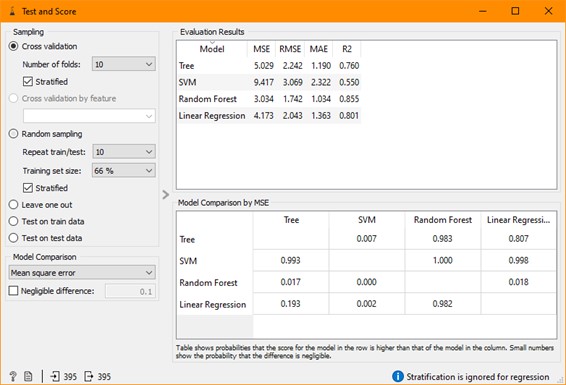 Test and Score
Sampling
Cross validation
Number of folds: 10
Stratified
Cross validation by feature
Random sampling
Repeat train/test: 10
Training set size: 66 %
Stratified
Leave one out
Test on train data
Test on test data
Model Comparison
Mean square error
Negligible difference: 0.1
Evaluation Results
Model MSE RMSE MAE R2
Tree 5.029 2.242 1.190 0.760
SVM 9.417 3.069 2.322 0.550
Random Forest 3.034 1.742 1.034 0.855
Linear Regression 4.173 2.043 1.363 0.801
Model Comparison by MSE
Tree SVM Random Forest Linear Regressi...
Tree 0.007 0.983 0.807
SVM 0.993 1.000 0.998
Random Forest 0.017 0.000 0.018
Linear Regression 0.193 0.002 0.982
Table shows probabilities that the score for the model in the row is higher than that of the model in the column. Small numbers
show the probability that the difference is negligible.
? 395 395 Stratification is ignored for regression